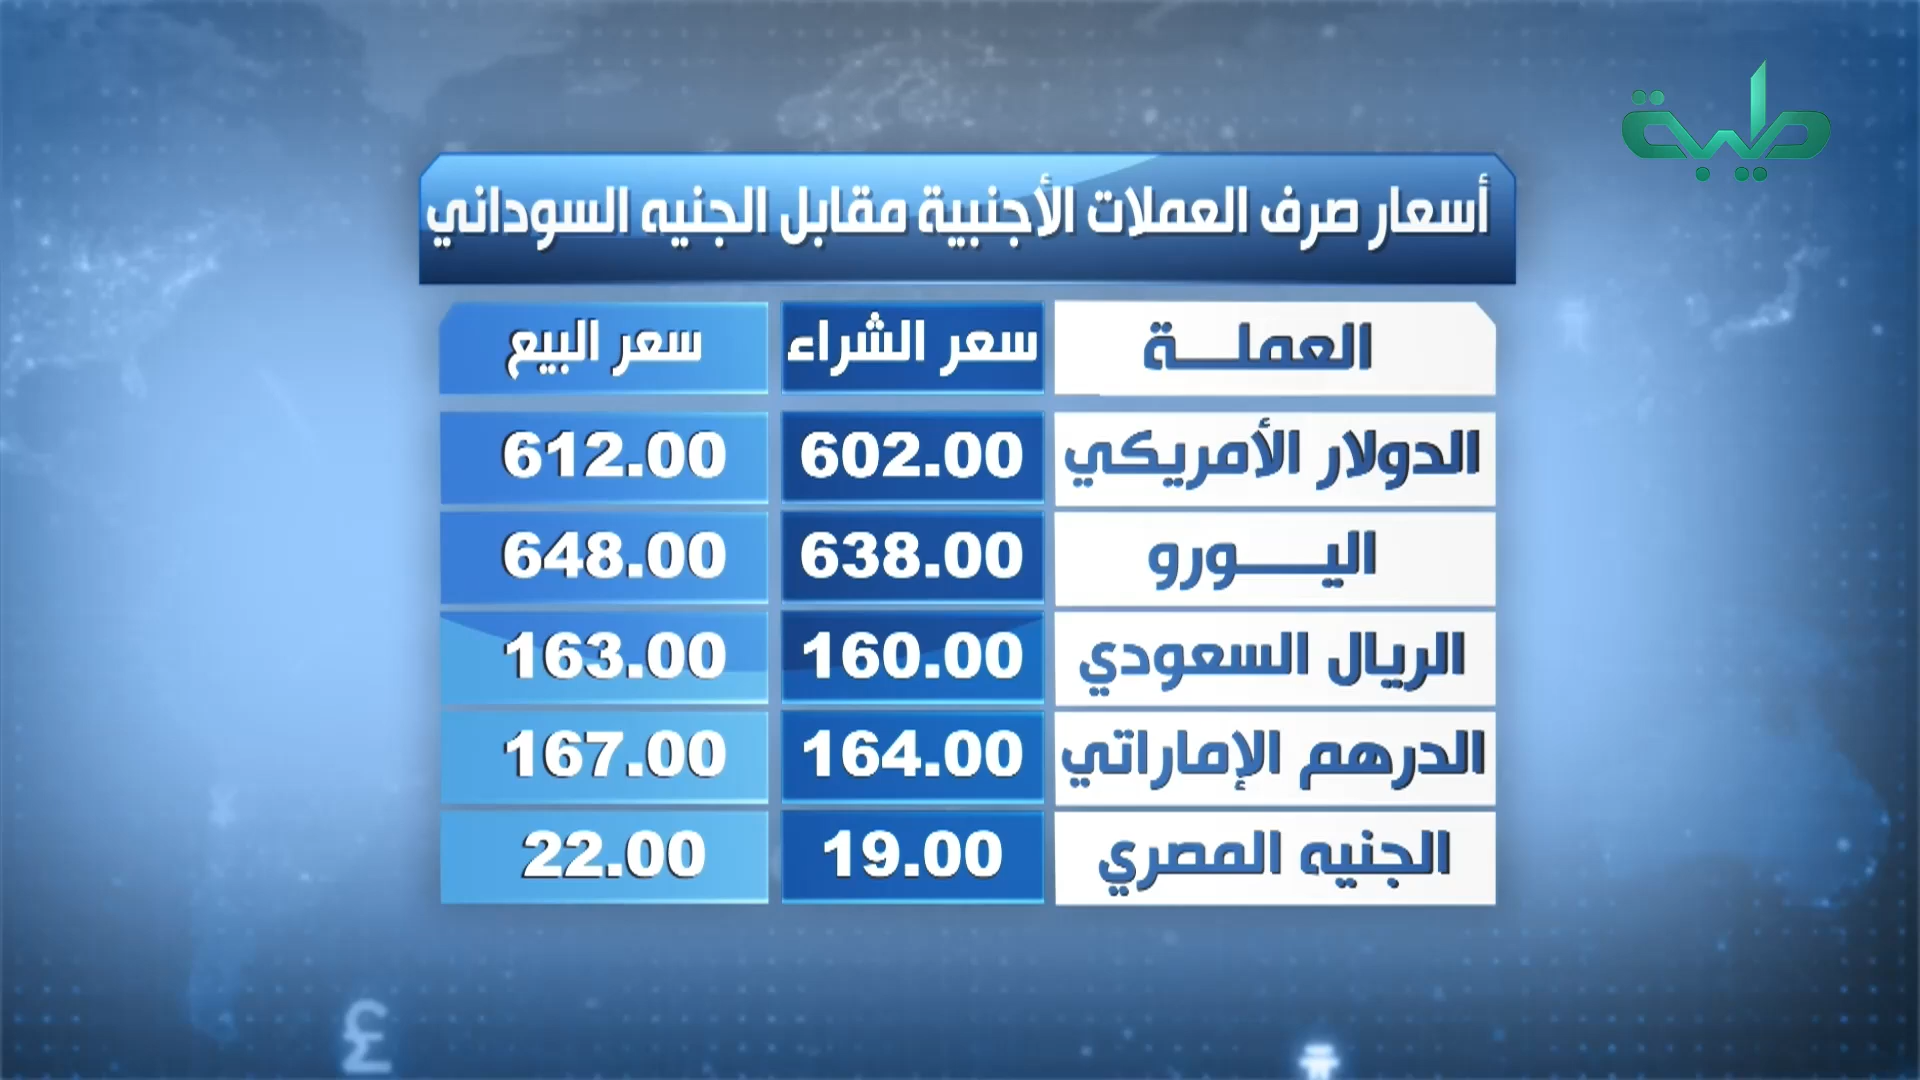 طيبة
أسعار صرف العملات الأجنبية مقابل الجنيه السوداني
العملـــة سعر الشراء سعر البيع
الدولار الأمريكي 602.00 612.00
اليـــــورو 638.00 648.00
الريال السعودي 160.00 163.00
الدرهم الإماراتي 164.00 167.00
الجنيه المصري 19.00 22.00
£